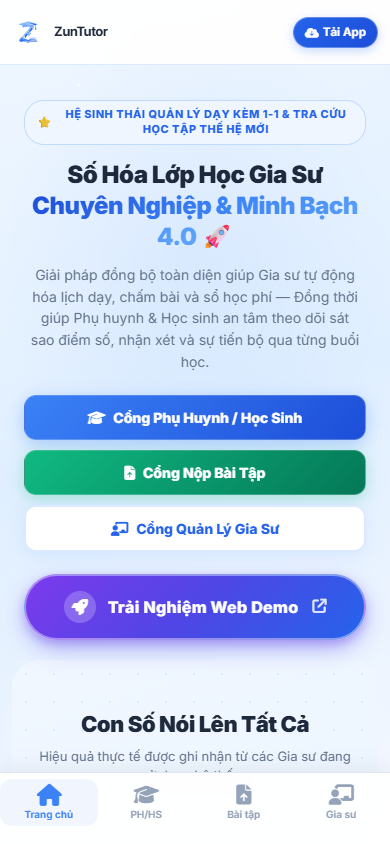 ZunTutor
Tải App
HỆ SINH THÁI QUẢN LÝ DẠY KÈM 1-1 & TRA CỨU
HỌC TẬP THẾ HỆ MỚI
Số Hóa Lớp Học Gia Sư
Chuyên Nghiệp & Minh Bạch
4.0
Giải pháp đồng bộ toàn diện giúp Gia sư tự động
hóa lịch dạy, chấm bài và sổ học phí — Đồng thời
giúp Phụ huynh & Học sinh an tâm theo dõi sát
sao điểm số, nhận xét và sự tiến bộ qua từng buổi
học.
Cổng Phụ Huynh / Học Sinh
Cổng Nộp Bài Tập
Cổng Quản Lý Gia Sư
Trải Nghiệm Web Demo
Con Số Nói Lên Tất Cả
Hiệu quả thực tế được ghi nhận từ các Gia sư đang
Trang chủ
PH/HS
Bài tập
Gia sư